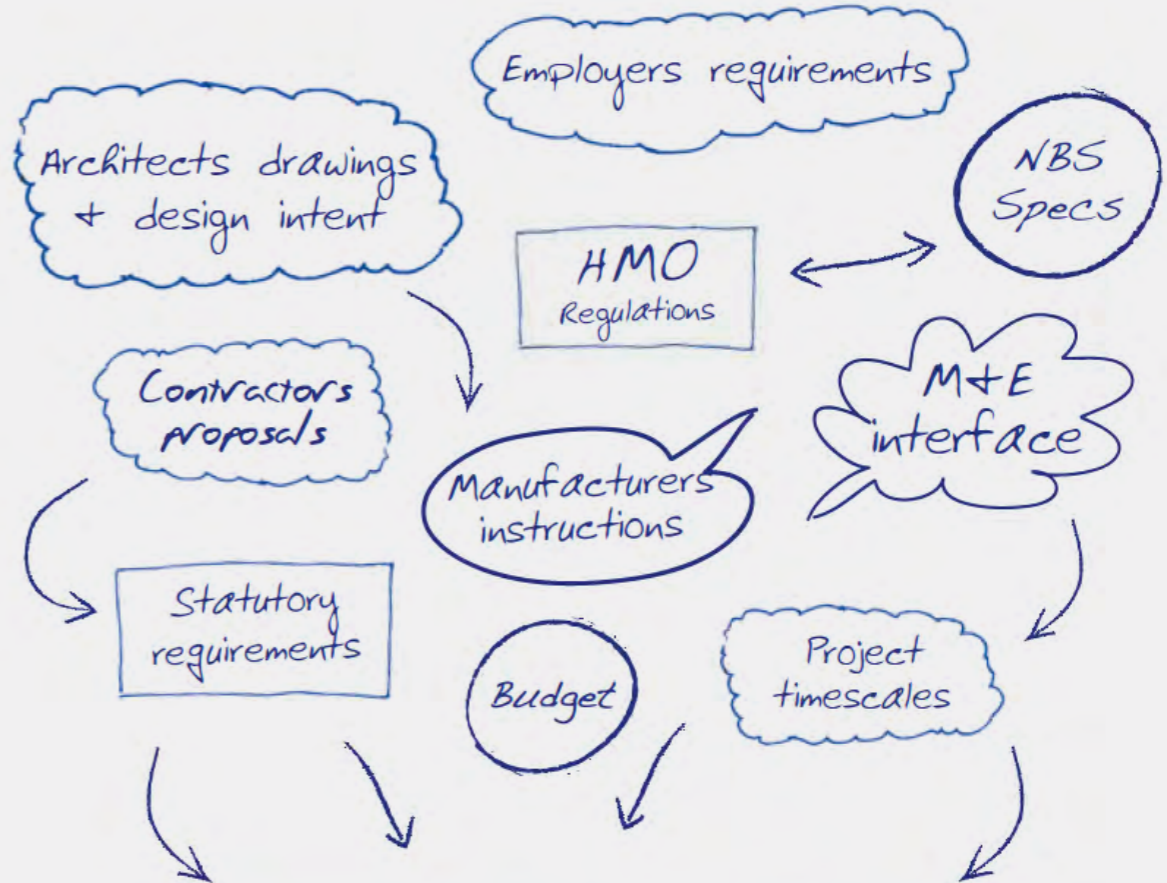 Employers requirements
Architects drawings
& design intent
NBS
Specs
HMO
Regulations
Contractors
proposals
M&E
interface
Manufacturers
instructions
Statutory
requirements
Budget
Project
timescales